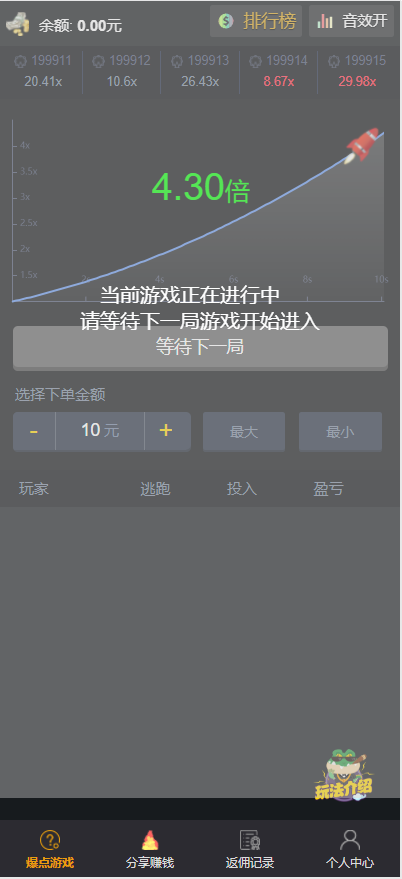 余额: 0.00元
排行榜
音效开
199911 199912 199913 199914 199915
20.41x 10.6x 26.43x 8.67x 29.98x
4.30倍
4x
3.5x
3x
2.5x
2x
1.5x
2s 4s 6s 8s 10s
当前游戏正在进行中
请等待下一局游戏开始进入
等待下一局
选择下单金额
- 10 元 + 最大 最小
玩家 逃跑 投入 盈亏
玩法介绍
爆点游戏 分享赚钱 返佣记录 个人中心